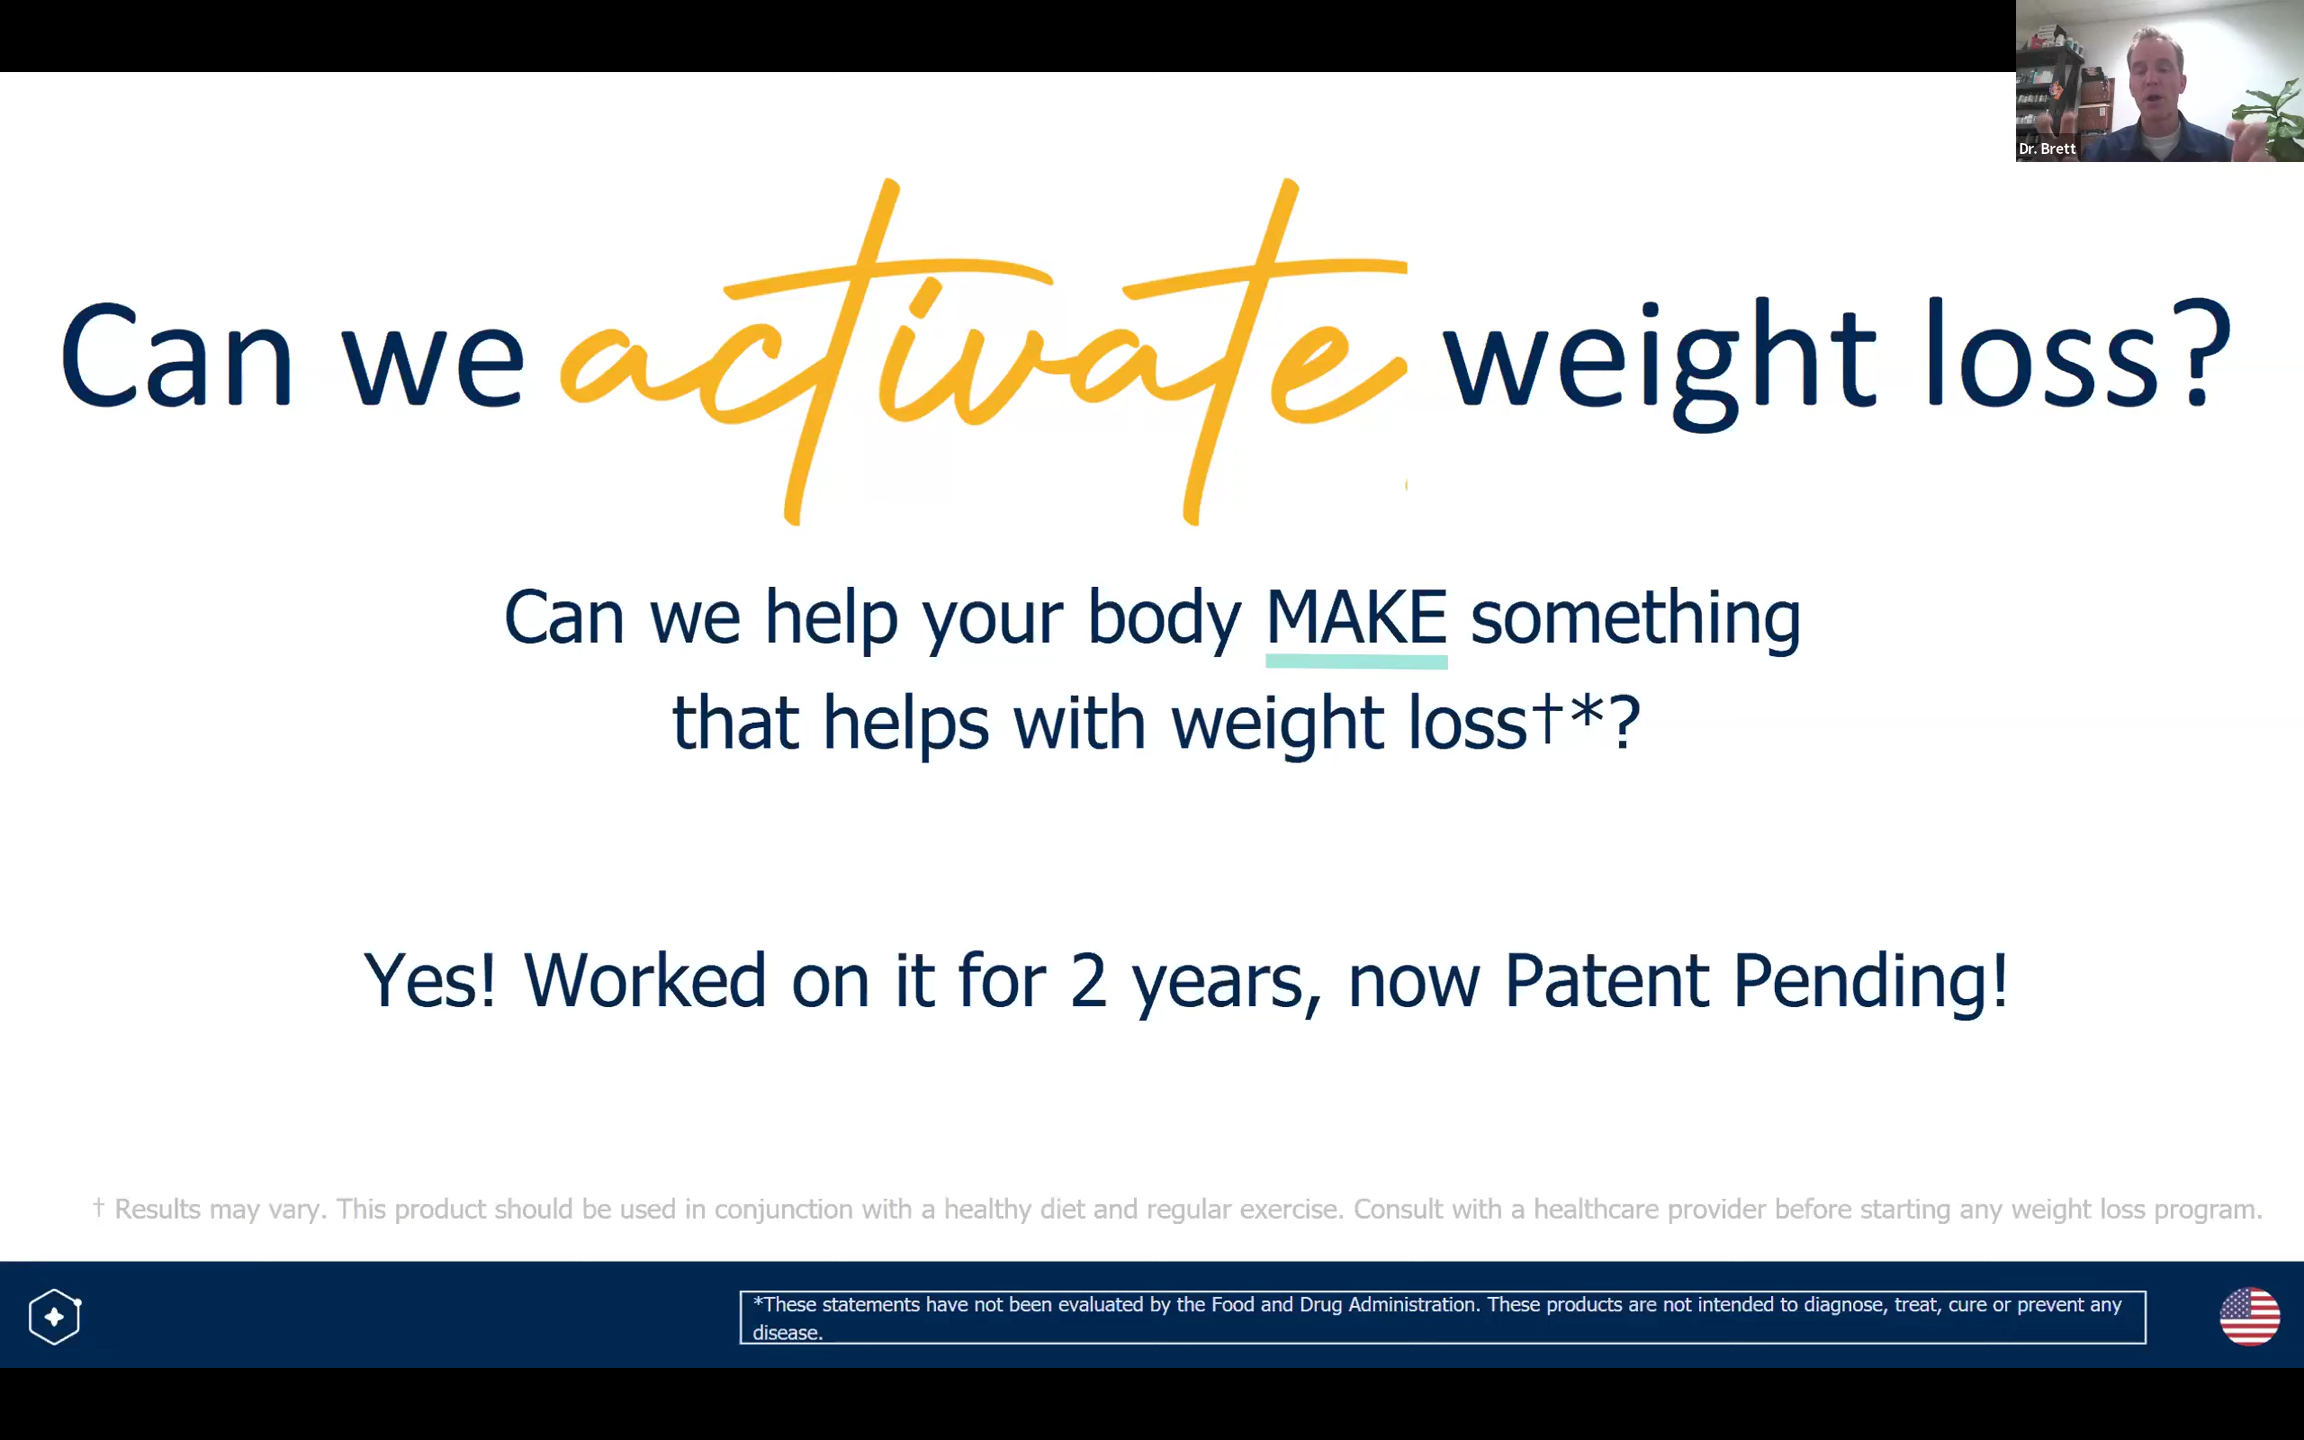 Dr. Brett
Can we activate weight loss?
Can we help your body MAKE something
that helps with weight loss†*?
Yes! Worked on it for 2 years, now Patent Pending!
† Results may vary. This product should be used in conjunction with a healthy diet and regular exercise. Consult with a healthcare provider before starting any weight loss program.
*These statements have not been evaluated by the Food and Drug Administration. These products are not intended to diagnose, treat, cure or prevent any
disease.